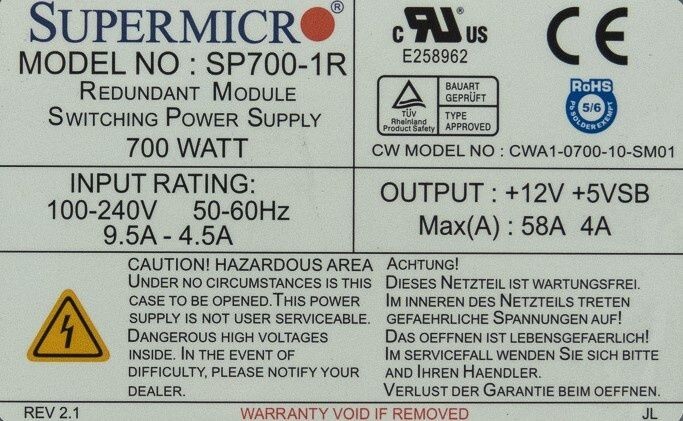 SUPERMICRO®
MODEL NO : SP700-1R
REDUNDANT MODULE
SWITCHING POWER SUPPLY
700 WATT
c RU US
E258962
CE
TÜV
Rheinland
Product Safety
BAUART
GEPRÜFT
TYPE
APPROVED
RoHS
5/6
Pb SOLDER EXEMPT
CW MODEL NO : CWA1-0700-10-SM01
INPUT RATING:
100-240V 50-60Hz
9.5A - 4.5A
OUTPUT : +12V +5VSB
Max(A) : 58A 4A
CAUTION! HAZARDOUS AREA
UNDER NO CIRCUMSTANCES IS THIS
CASE TO BE OPENED.THIS POWER
SUPPLY IS NOT USER SERVICEABLE.
DANGEROUS HIGH VOLTAGES
INSIDE. IN THE EVENT OF
DIFFICULTY, PLEASE NOTIFY YOUR
DEALER.
ACHTUNG!
DIESES NETZTEIL IST WARTUNGSFREI.
IM INNEREN DES NETZTEILS TRETEN
GEFAEHRLICHE SPANNUNGEN AUF!
DAS OEFFNEN IST LEBENSGEFAERLICH!
IM SERVICEFALL WENDEN SIE SICH BITTE
AND IHREN HAENDLER.
VERLUST DER GARANTIE BEIM OEFFNEN.
REV 2.1
WARRANTY VOID IF REMOVED
JL